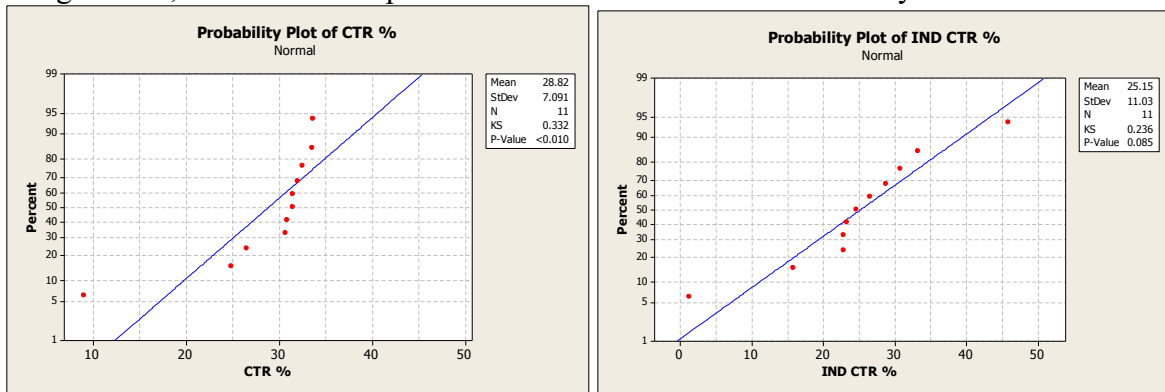 Probability Plot of CTR %
Normal
99
95
90
80
70
60
50
40
30
20
10
5
1
Percent
10
20
30
40
50
CTR %
Mean 28.82
StDev 7.091
N 11
KS 0.332
P-Value <0.010
Probability Plot of IND CTR %
Normal
99
95
90
80
70
60
50
40
30
20
10
5
1
Percent
0
10
20
30
40
50
IND CTR %
Mean 25.15
StDev 11.03
N 11
KS 0.236
P-Value 0.085